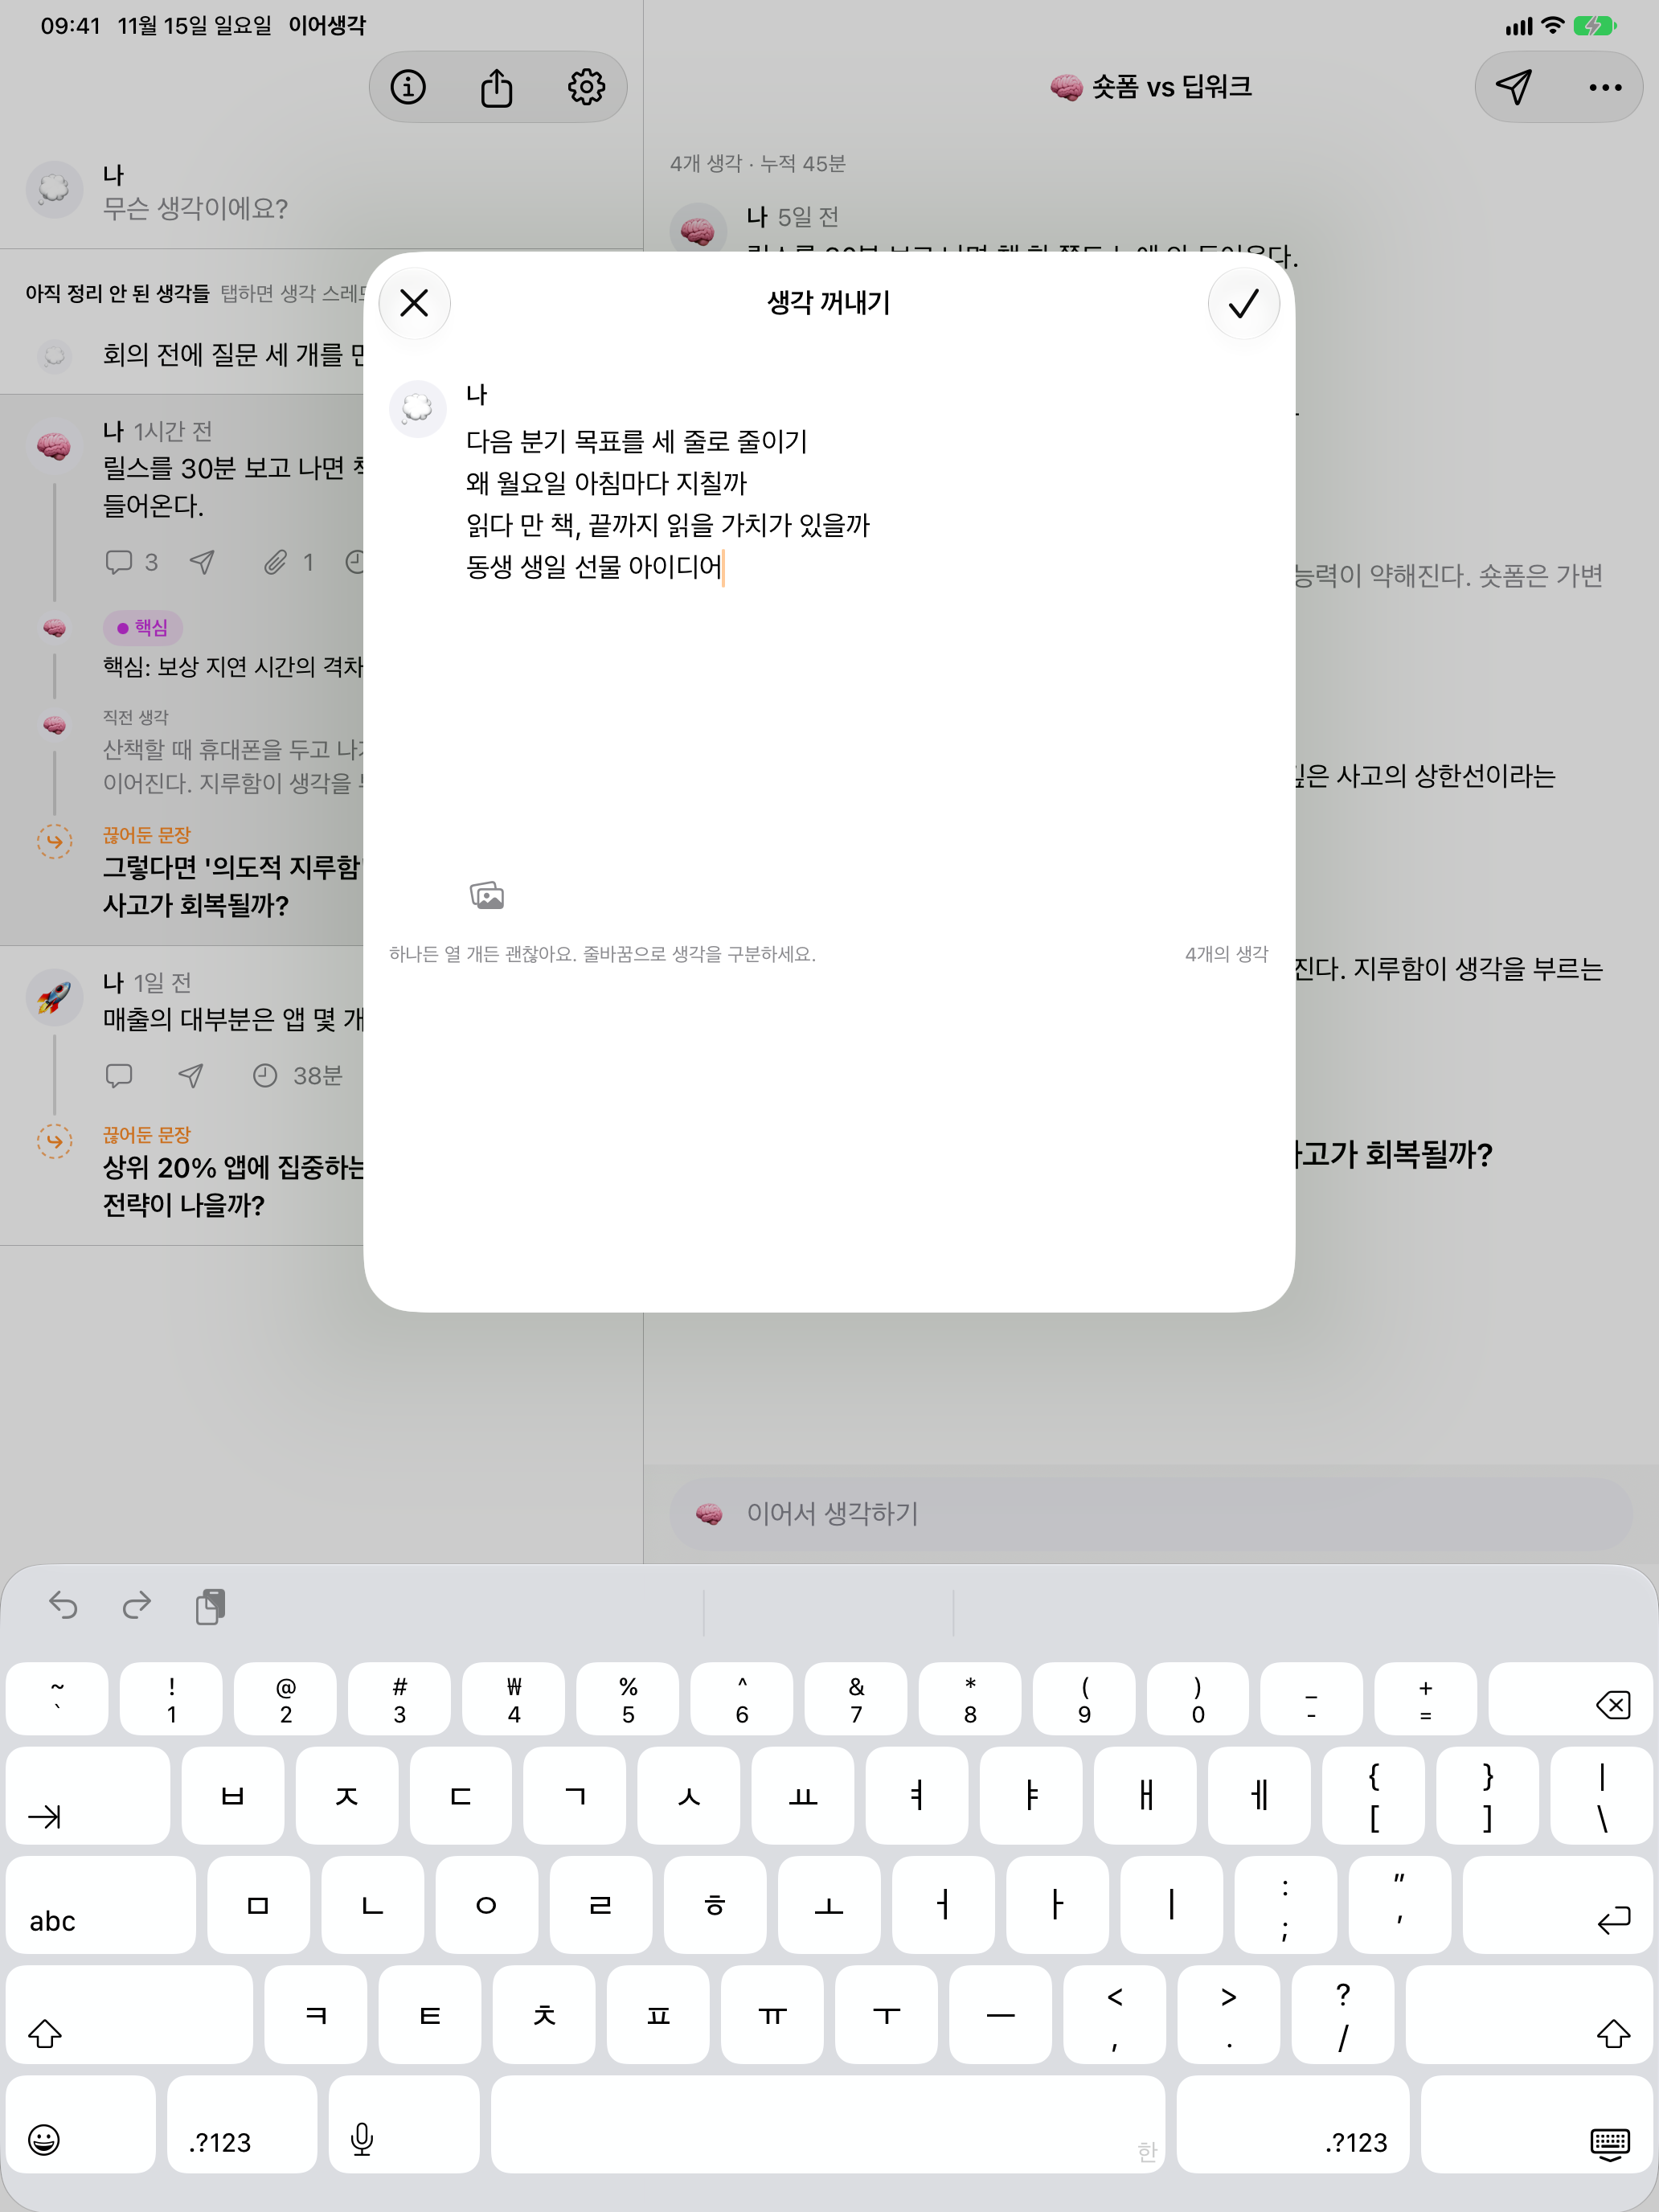 09:41 11월 15일 일요일 이어생각
🧠 숏폼 vs 딥워크
나
무슨 생각이에요?
아직 정리 안 된 생각들 탭하면 생각 스레
회의 전에 질문 세 개를
나 1시간 전
릴스를 30분 보고 나면
들어온다.
3 1
핵심
핵심: 보상 지연 시간의 격차
직전 생각
산책할 때 휴대폰을 두고
이어진다. 지루함이 생각을
끊어둔 문장
그렇다면 '의도적 지루함'
사고가 회복될까?
나 1일 전
매출의 대부분은 앱 몇 개
38분
끊어둔 문장
상위 20% 앱에 집중하는
전략이 나을까?
4개 생각 · 누적 45분
나 5일 전
능력이 약해진다. 숏폼은 가변
깊은 사고의 상한선이라는
진다. 지루함이 생각을 부르는
사고가 회복될까?
이어서 생각하기
생각 꺼내기
나
다음 분기 목표를 세 줄로 줄이기
왜 월요일 아침마다 지칠까
읽다 만 책, 끝까지 읽을 가치가 있을까
동생 생일 선물 아이디어
하나든 열 개든 괜찮아요. 줄바꿈으로 생각을 구분하세요. 4개의 생각
~ ! @ # ₩ % ^ & * ( ) _ +
` 1 2 3 4 5 6 7 8 9 0 - =
ㅂ ㅈ ㄷ ㄱ ㅅ ㅛ ㅕ ㅑ ㅐ ㅔ { } |
[ ] \
abc ㅁ ㄴ ㅇ ㄹ ㅎ ㅗ ㅓ ㅏ ㅣ : "
; '
ㅋ ㅌ ㅊ ㅍ ㅠ ㅜ ㅡ < > ?
, . /
.?123 한 .?123